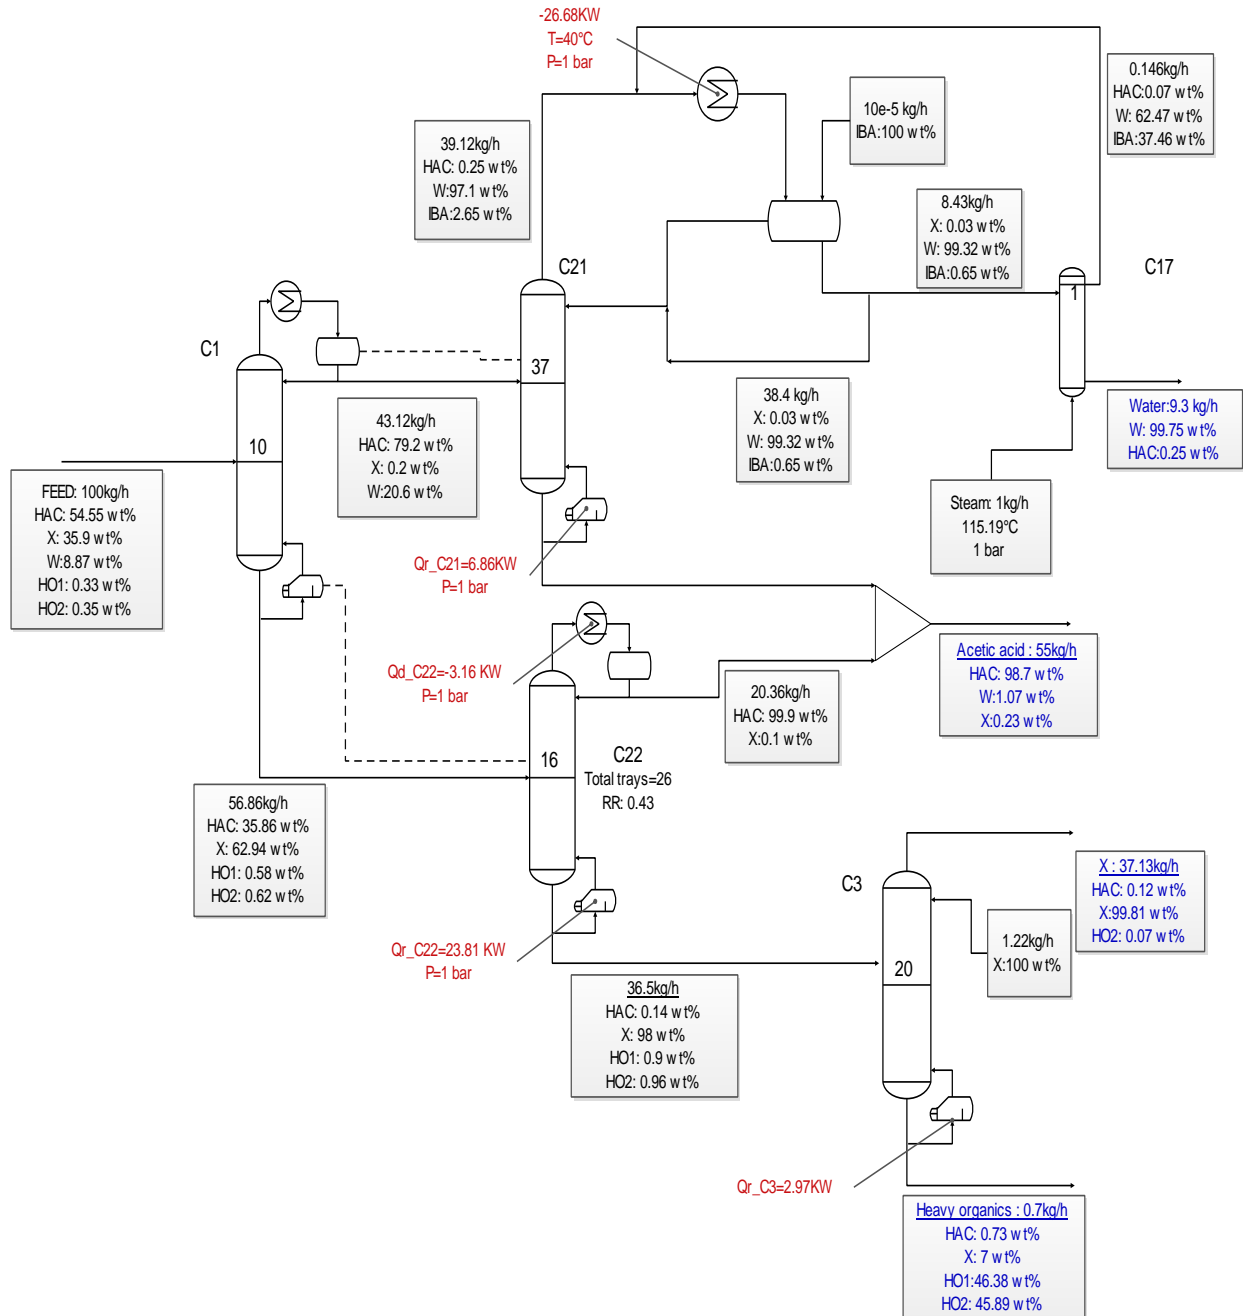 -26.68KW
T=40°C
P=1 bar
0.146kg/h
HAC:0.07 wt%
W: 62.47 wt%
IBA:37.46 wt%
10e-5 kg/h
IBA:100 wt%
39.12kg/h
HAC: 0.25 wt%
W:97.1 wt%
IBA:2.65 wt%
8.43kg/h
X: 0.03 wt%
W: 99.32 wt%
IBA:0.65 wt%
C21
C17
1
C1
37
38.4 kg/h
X: 0.03 wt%
W: 99.32 wt%
IBA:0.65 wt%
Water:9.3 kg/h
W: 99.75 wt%
HAC:0.25 wt%
43.12kg/h
HAC: 79.2 wt%
X: 0.2 wt%
W:20.6 wt%
10
FEED: 100kg/h
HAC: 54.55 wt%
X: 35.9 wt%
W:8.87 wt%
HO1: 0.33 wt%
HO2: 0.35 wt%
Steam: 1kg/h
115.19°C
1 bar
Qr_C21=6.86KW
P=1 bar
Qd_C22=-3.16 KW
P=1 bar
Acetic acid : 55kg/h
HAC: 98.7 wt%
W:1.07 wt%
X:0.23 wt%
20.36kg/h
HAC: 99.9 wt%
X:0.1 wt%
16
C22
Total trays=26
RR: 0.43
56.86kg/h
HAC: 35.86 wt%
X: 62.94 wt%
HO1: 0.58 wt%
HO2: 0.62 wt%
C3
X : 37.13kg/h
HAC: 0.12 wt%
X:99.81 wt%
HO2: 0.07 wt%
1.22kg/h
X:100 wt%
Qr_C22=23.81 KW
P=1 bar
20
36.5kg/h
HAC: 0.14 wt%
X: 98 wt%
HO1: 0.9 wt%
HO2: 0.96 wt%
Qr_C3=2.97KW
Heavy organics : 0.7kg/h
HAC: 0.73 wt%
X: 7 wt%
HO1:46.38 wt%
HO2: 45.89 wt%